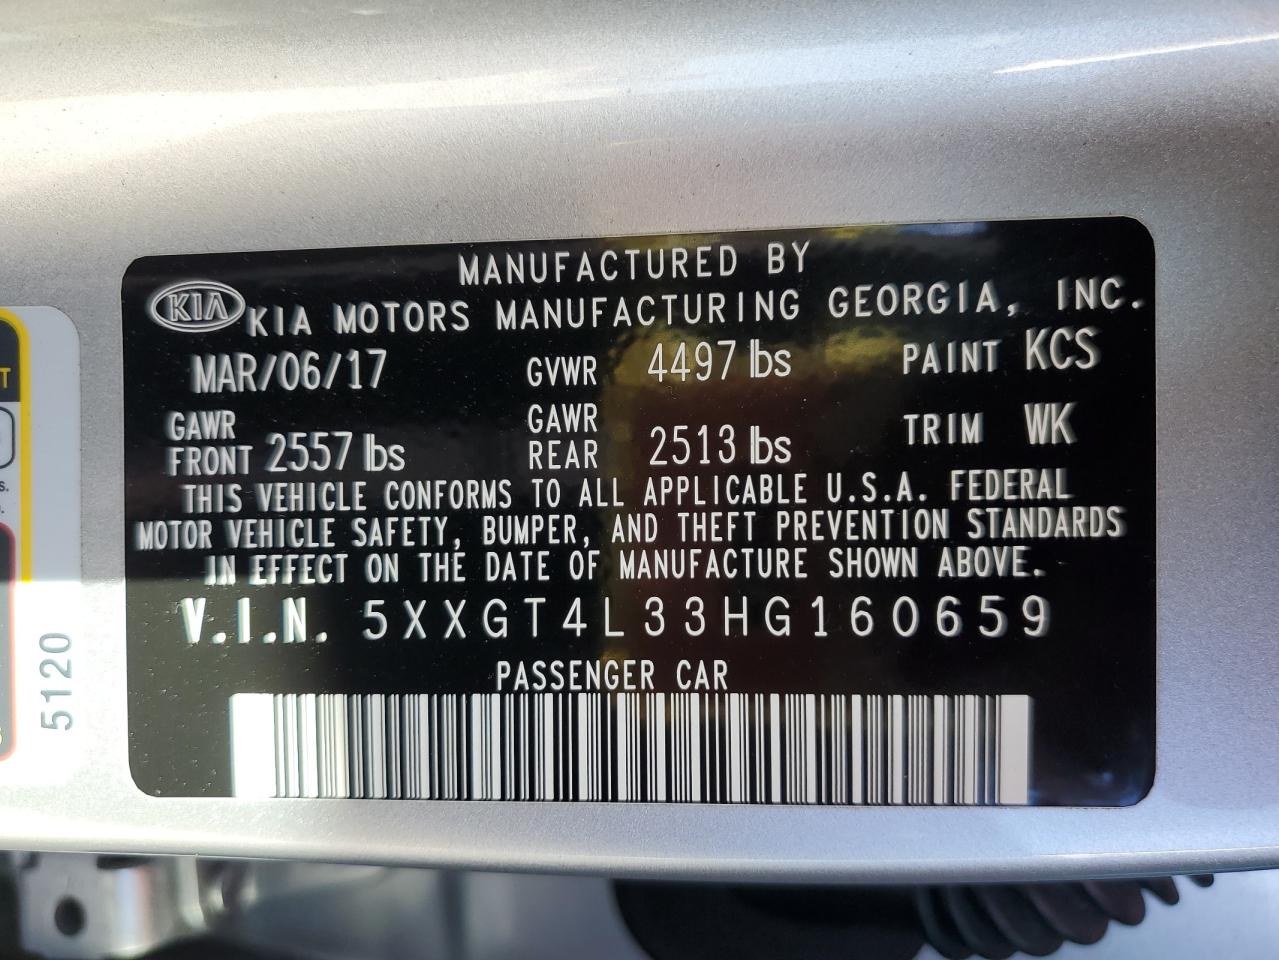 MANUFACTURED BY
KIA KIA MOTORS MANUFACTURING GEORGIA, INC.
MAR/06/17 GVWR 4497 lbs PAINT KCS
GAWR FRONT 2557 lbs GAWR REAR 2513 lbs TRIM WK
THIS VEHICLE CONFORMS TO ALL APPLICABLE U.S.A. FEDERAL
MOTOR VEHICLE SAFETY, BUMPER, AND THEFT PREVENTION STANDARDS
IN EFFECT ON THE DATE OF MANUFACTURE SHOWN ABOVE.
V.I.N. 5XXGT4L33HG160659
PASSENGER CAR
5120